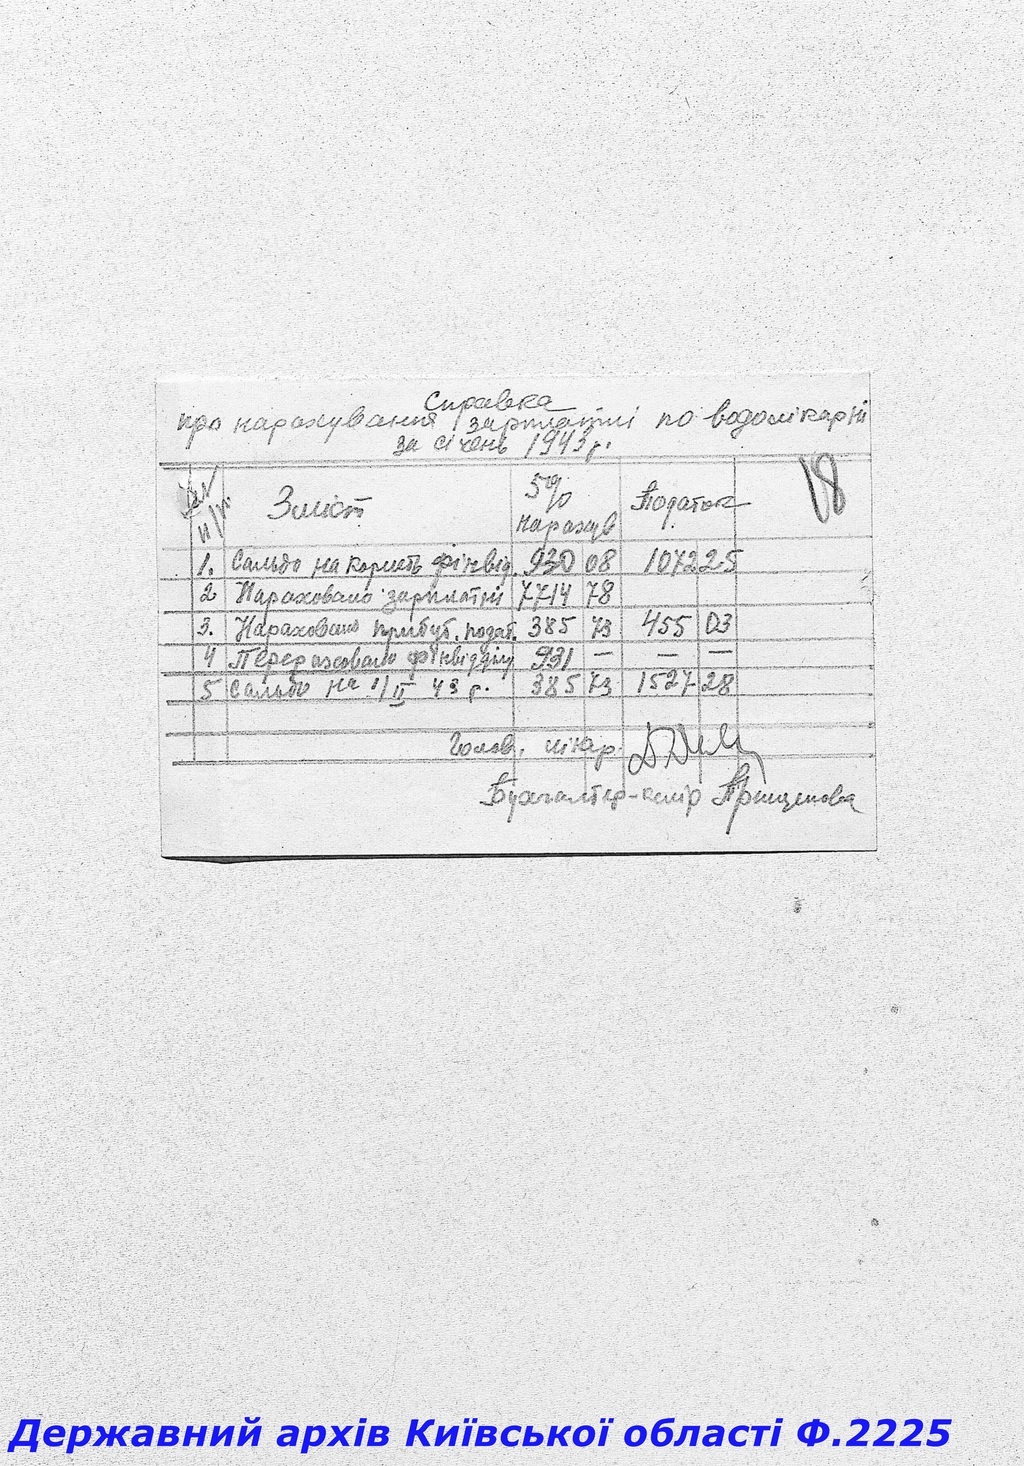 Справка
про нарахування зарплатні по водолікарні
за січень 1943 р.
18
н/п. Зміст 5% нарахув Податок
1. Сальдо на користь фінвід. 930 08 1072 25
2 Нараховано зарплатні 7714 78
3. Нараховано прибут. подат. 385 73 455 03
4 Перераховано фінвідділу 931 — — —
5 Сальдо на 1/II 43 р. 385 73 1527 28
Голов. лікар.
Бухгалтер-касір
Державний архів Київської області Ф.2225